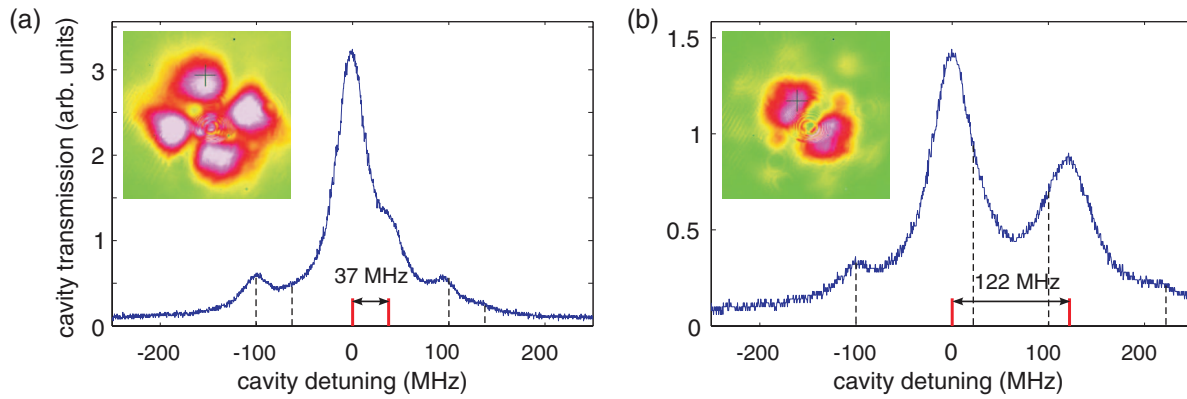 (a)
cavity transmission (arb. units)
3
2
1
0
37 MHz
-200 -100 0 100 200
cavity detuning (MHz)
(b)
1.5
1
0.5
0
122 MHz
-200 -100 0 100 200
cavity detuning (MHz)